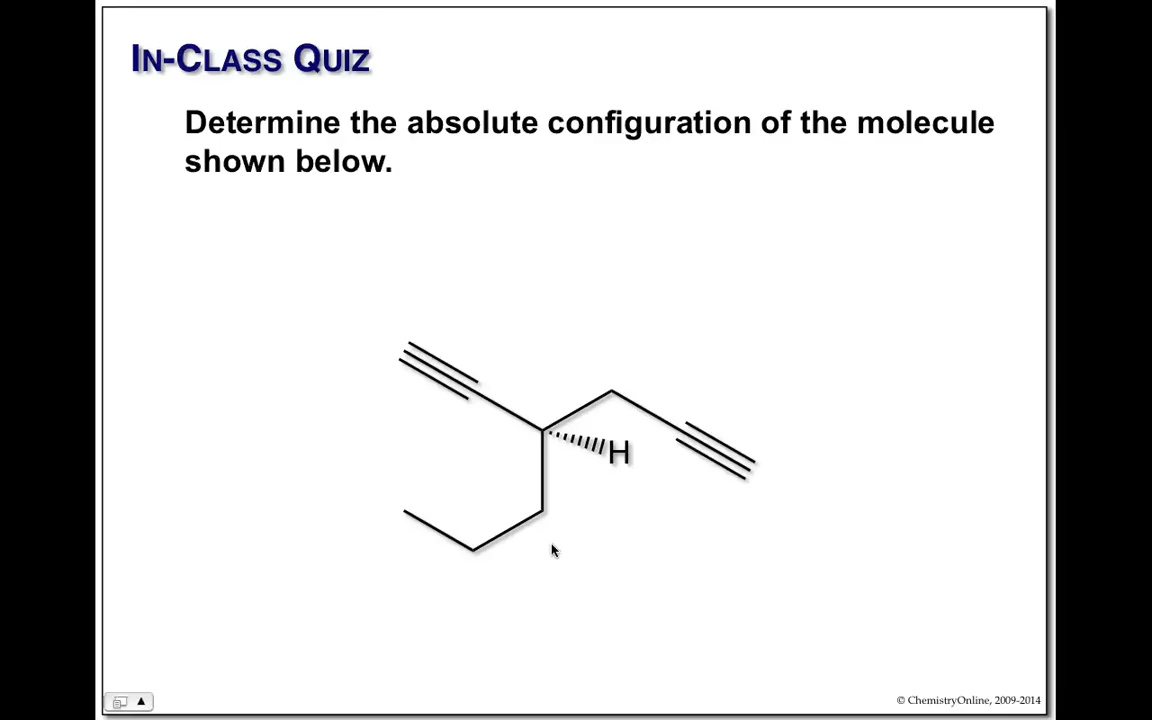 IN-CLASS QUIZ
Determine the absolute configuration of the molecule
shown below.
H
© ChemistryOnline, 2009-2014